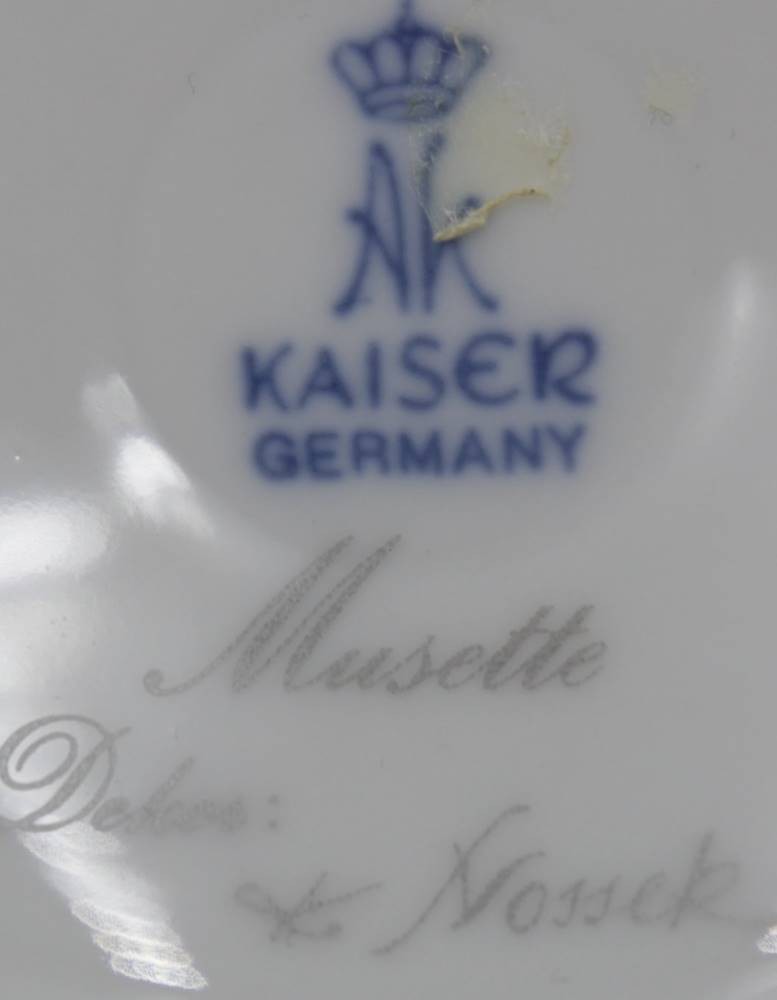 AK
KAISER
GERMANY
Musette
Dekor:
K Nossek